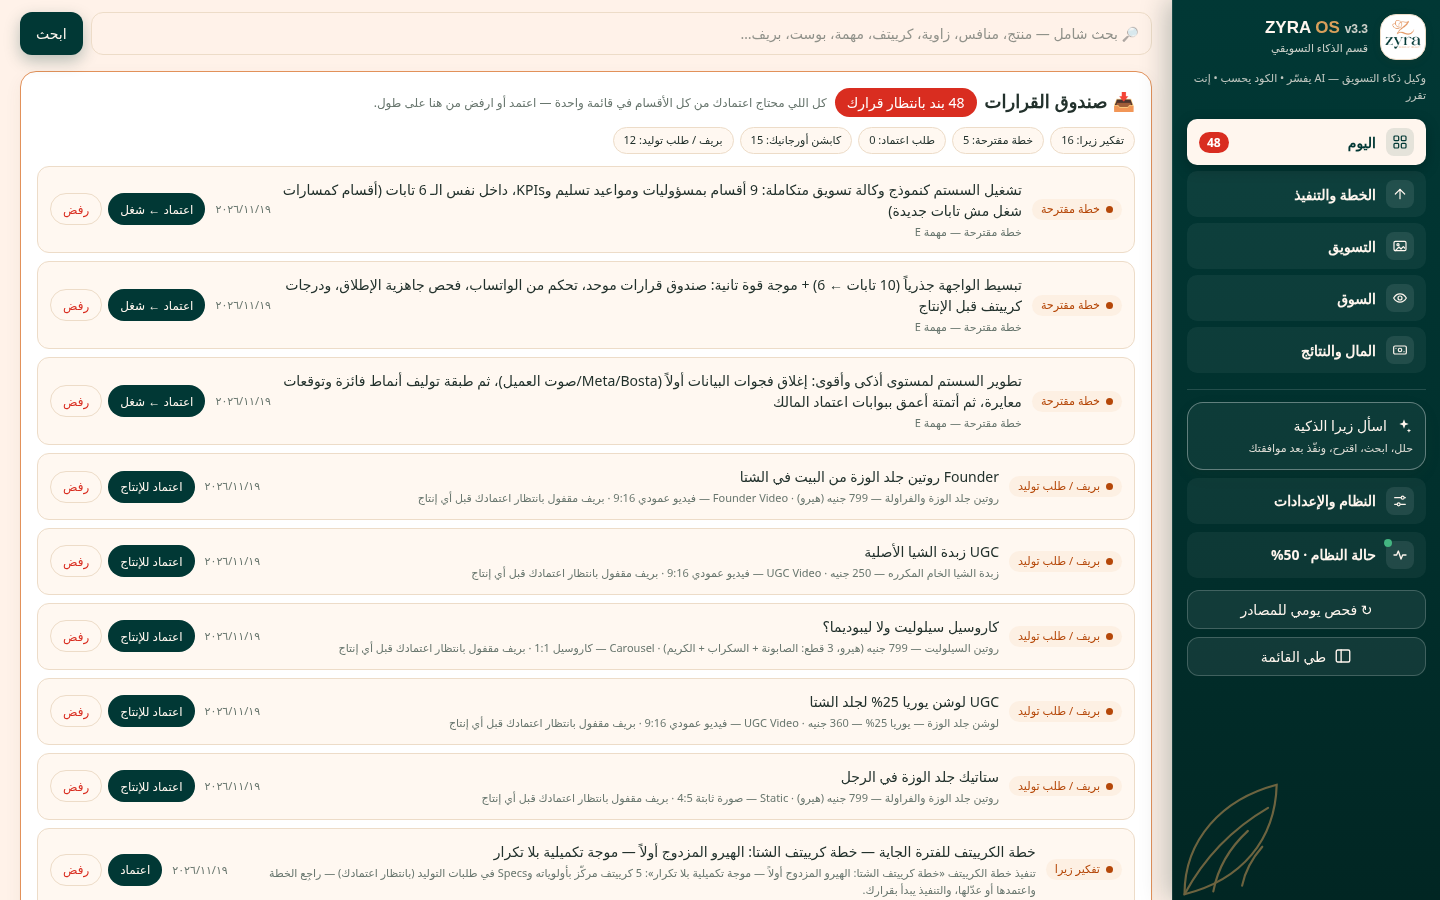 ZYRA OS v3.3
قسم الذكاء التسويقي
zyra
وكيل ذكاء التسويق — AI يفسّر • الكود يحسب • إنت
تقرر
اليوم
48
الخطة والتنفيذ
التسويق
السوق
المال والنتائج
اسأل زيرا الذكية
حلل، ابحث، اقترح، ونفّذ بعد موافقتك
النظام والإعدادات
حالة النظام · 50%
↻ فحص يومي للمصادر
طي القائمة
🔎 بحث شامل — منتج، منافس، زاوية، كرييتف، مهمة، بوست، بريف...
ابحث
📥 صندوق القرارات
48 بند بانتظار قرارك
كل اللي محتاج اعتمادك من كل الأقسام في قائمة واحدة — اعتمد أو ارفض من هنا على طول.
تفكير زيرا: 16
خطة مقترحة: 5
طلب اعتماد: 0
كابشن أورجانيك: 15
بريف / طلب توليد: 12
خطة مقترحة
تشغيل السستم كنموذج وكالة تسويق متكاملة: 9 أقسام بمسؤوليات ومواعيد تسليم وKPIs، داخل نفس الـ 6 تابات (أقسام كمسارات
شغل مش تابات جديدة)
خطة مقترحة — مهمة E
٢٠٢٦/١١/١٩
اعتماد ← شغل
رفض
خطة مقترحة
تبسيط الواجهة جذرياً (10 تابات ← 6) + موجة قوة تانية: صندوق قرارات موحد، تحكم من الواتساب، فحص جاهزية الإطلاق، ودرجات
كرييتف قبل الإنتاج
خطة مقترحة — مهمة E
٢٠٢٦/١١/١٩
اعتماد ← شغل
رفض
خطة مقترحة
تطوير السستم لمستوى أذكى وأقوى: إغلاق فجوات البيانات أولاً (Meta/Bosta/صوت العميل)، ثم طبقة توليف أنماط فائزة وتوقعات
معايرة، ثم أتمتة أعمق ببوابات اعتماد المالك
خطة مقترحة — مهمة E
٢٠٢٦/١١/١٩
اعتماد ← شغل
رفض
بريف / طلب توليد
Founder روتين جلد الوزة من البيت في الشتا
روتين جلد الوزة والفراولة — 799 جنيه (هيرو) · Founder Video — فيديو عمودي 9:16 · بريف مقفول بانتظار اعتمادك قبل أي إنتاج
٢٠٢٦/١١/١٩
اعتماد للإنتاج
رفض
بريف / طلب توليد
UGC زبدة الشيا الأصلية
زبدة الشيا الخام المكرره — 250 جنيه · UGC Video — فيديو عمودي 9:16 · بريف مقفول بانتظار اعتمادك قبل أي إنتاج
٢٠٢٦/١١/١٩
اعتماد للإنتاج
رفض
بريف / طلب توليد
كاروسيل سيلوليت ولا ليبوديما؟
روتين السيلوليت — 799 جنيه (هيرو، 3 قطع: الصابونة + السكراب + الكريم) · Carousel — كاروسيل 1:1 · بريف مقفول بانتظار اعتمادك قبل أي إنتاج
٢٠٢٦/١١/١٩
اعتماد للإنتاج
رفض
بريف / طلب توليد
UGC لوشن يوريا 25% لجلد الشتا
لوشن جلد الوزة — يوريا 25% — 360 جنيه · UGC Video — فيديو عمودي 9:16 · بريف مقفول بانتظار اعتمادك قبل أي إنتاج
٢٠٢٦/١١/١٩
اعتماد للإنتاج
رفض
بريف / طلب توليد
ستاتيك جلد الوزة في الرجل
روتين جلد الوزة والفراولة — 799 جنيه (هيرو) · Static — صورة ثابتة 4:5 · بريف مقفول بانتظار اعتمادك قبل أي إنتاج
٢٠٢٦/١١/١٩
اعتماد للإنتاج
رفض
تفكير زيرا
خطة الكرييتف للفترة الجاية — خطة كرييتف الشتا: الهيرو المزدوج أولاً — موجة تكميلية بلا تكرار
تنفيذ خطة الكرييتف «خطة كرييتف الشتا: الهيرو المزدوج أولاً — موجة تكميلية بلا تكرار»: 5 كرييتف مركّز بأولوياته وSpecs في طلبات التوليد (بانتظار اعتمادك) — راجع الخطة
واعتمدها أو عدّلها، والتنفيذ يبدأ بقرارك.
٢٠٢٦/١١/١٩
اعتماد
رفض